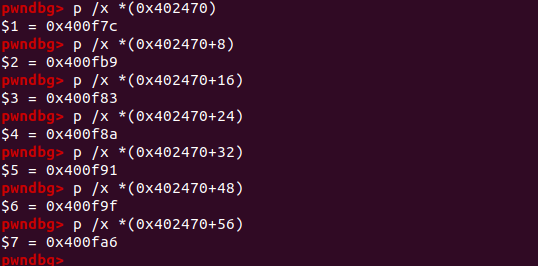 pwndbg> p /x *(0x402470)
$1 = 0x400f7c
pwndbg> p /x *(0x402470+8)
$2 = 0x400fb9
pwndbg> p /x *(0x402470+16)
$3 = 0x400f83
pwndbg> p /x *(0x402470+24)
$4 = 0x400f8a
pwndbg> p /x *(0x402470+32)
$5 = 0x400f91
pwndbg> p /x *(0x402470+48)
$6 = 0x400f9f
pwndbg> p /x *(0x402470+56)
$7 = 0x400fa6
pwndbg>